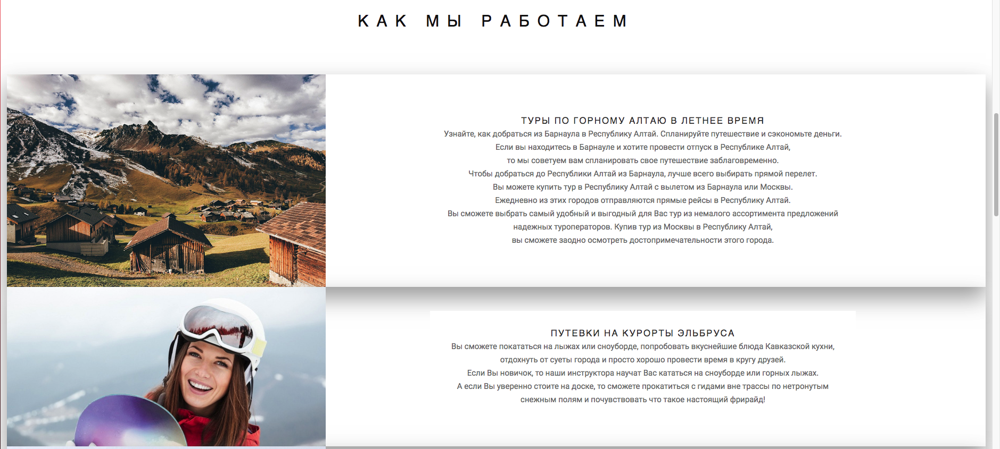 КАК МЫ РАБОТАЕМ
ТУРЫ ПО ГОРНОМУ АЛТАЮ В ЛЕТНЕЕ ВРЕМЯ
Узнайте, как добраться из Барнаула в Республику Алтай. Спланируйте путешествие и сэкономьте деньги.
Если вы находитесь в Барнауле и хотите провести отпуск в Республике Алтай,
то мы советуем вам спланировать свое путешествие заблаговременно.
Чтобы добраться до Республики Алтай из Барнаула, лучше всего выбирать прямой перелет.
Вы можете купить тур в Республику Алтай с вылетом из Барнаула или Москвы.
Ежедневно из этих городов отправляются прямые рейсы в Республику Алтай.
Вы сможете выбрать самый удобный и выгодный для Вас тур из немалого ассортимента предложений
надежных туроператоров. Купив тур из Москвы в Республику Алтай,
вы сможете заодно осмотреть достопримечательности этого города.
ПУТЕВКИ НА КУРОРТЫ ЭЛЬБРУСА
Вы сможете покататься на лыжах или сноуборде, попробовать вкуснейшие блюда Кавказской кухни,
отдохнуть от суеты города и просто хорошо провести время в кругу друзей.
Если Вы новичок, то наши инструктора научат Вас кататься на сноуборде или горных лыжах.
А если Вы уверенно стоите на доске, то сможете прокатиться с гидами вне трассы по нетронутым
снежным полям и почувствовать что такое настоящий фрирайд!